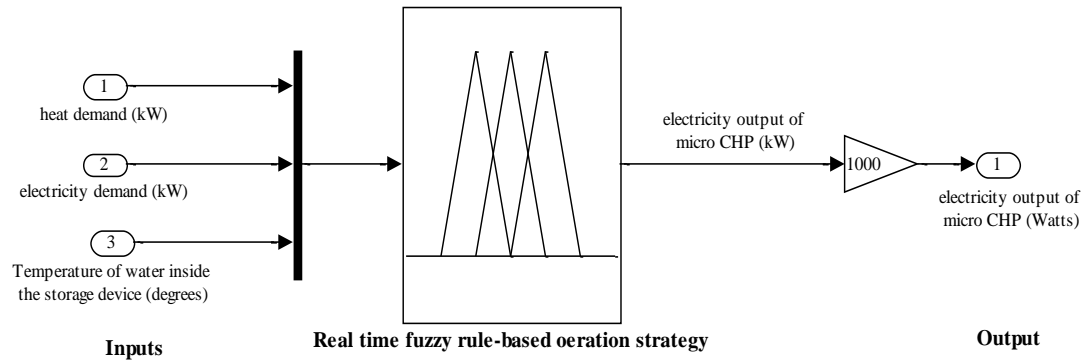 1
heat demand (kW)
2
electricity demand (kW)
3
Temperature of water inside
the storage device (degrees)
Inputs
Real time fuzzy rule-based oeration strategy
electricity output of
micro CHP (kW)
1000
1
electricity output of
micro CHP (Watts)
Output